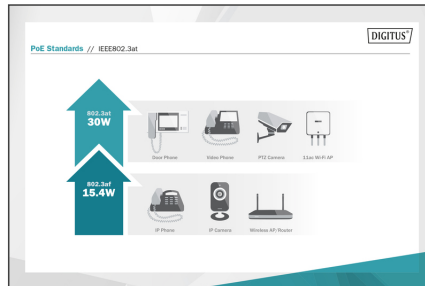 DIGITUS®
PoE Standards // IEEE802.3at
802.3at
30W
Door Phone
Video Phone
PTZ Camera
11ac Wi-Fi AP
802.3af
15.4W
IP Phone
IP Camera
Wireless AP/Router